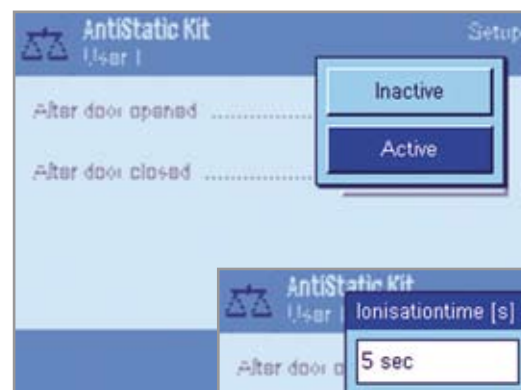 AntiStatic Kit
Setup
User 1
After door opened ..................
Inactive
Active
After door closed ..................
AntiStatic Kit
User
Ionisationtime [s]
After door o
5 sec